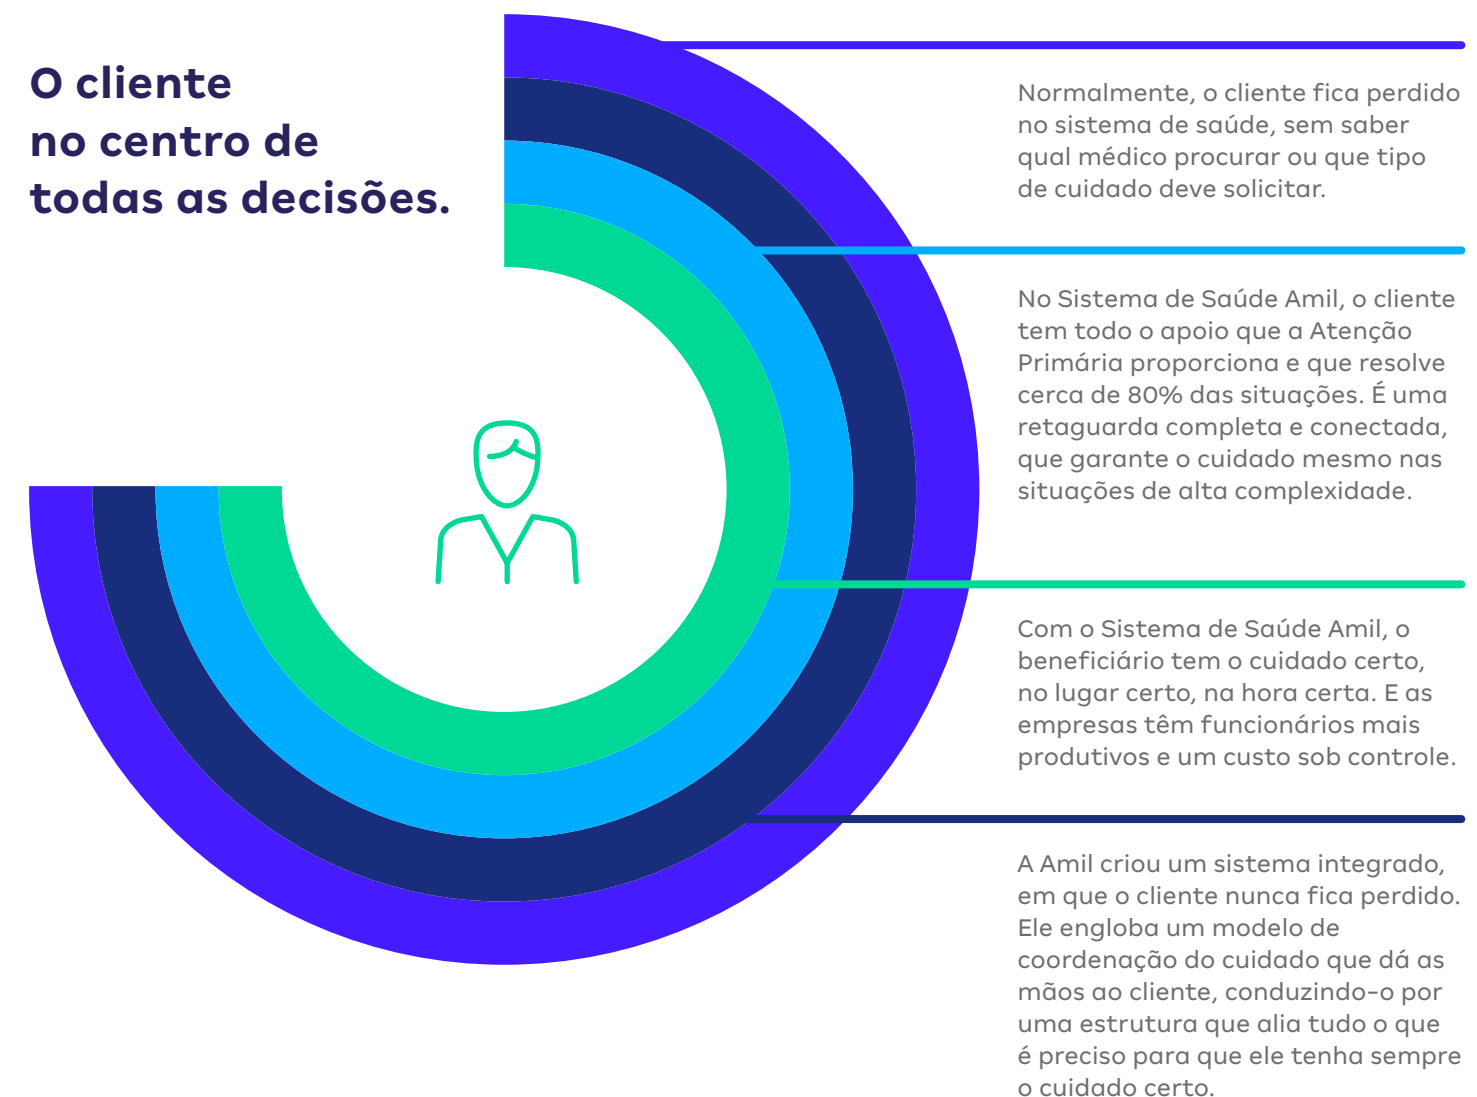 O cliente
no centro de
todas as decisões.
Normalmente, o cliente fica perdido
no sistema de saúde, sem saber
qual médico procurar ou que tipo
de cuidado deve solicitar.
No Sistema de Saúde Amil, o cliente
tem todo o apoio que a Atenção
Primária proporciona e que resolve
cerca de 80% das situações. É uma
retaguarda completa e conectada,
que garante o cuidado mesmo nas
situações de alta complexidade.
Com o Sistema de Saúde Amil, o
beneficiário tem o cuidado certo,
no lugar certo, na hora certa. E as
empresas têm funcionários mais
produtivos e um custo sob controle.
A Amil criou um sistema integrado,
em que o cliente nunca fica perdido.
Ele engloba um modelo de
coordenação do cuidado que dá as
mãos ao cliente, conduzindo-o por
uma estrutura que alia tudo o que
é preciso para que ele tenha sempre
o cuidado certo.